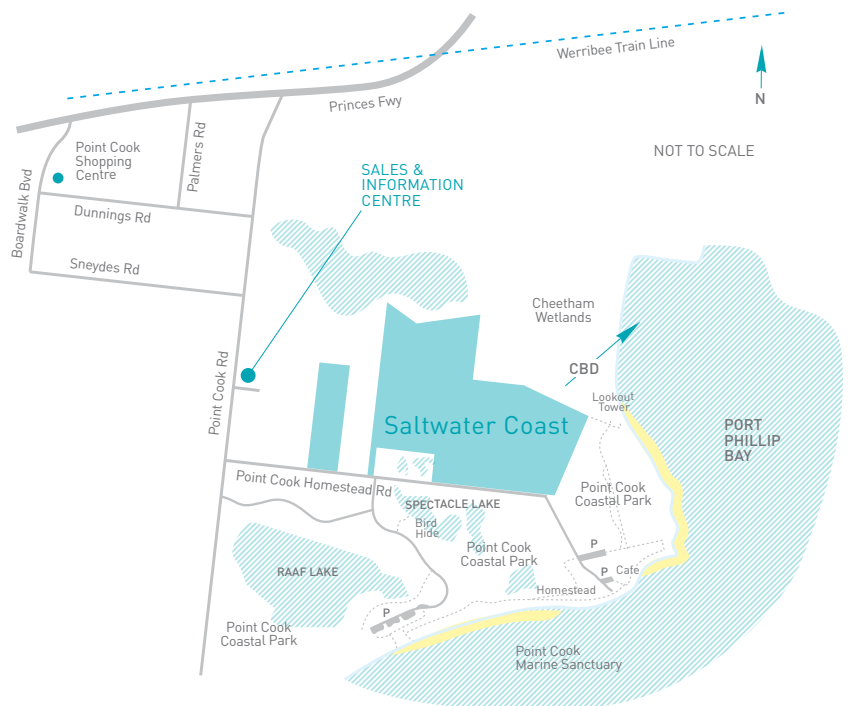 Werribee Train Line
N
Princes Fwy
NOT TO SCALE
Point Cook
Shopping
Centre
Palmers Rd
SALES &
INFORMATION
CENTRE
Boardwalk Bvd
Dunnings Rd
Sneydes Rd
Cheetham
Wetlands
CBD
Point Cook Rd
Lookout
Tower
Saltwater Coast
PORT
PHILLIP
BAY
Point Cook Homestead Rd
Point Cook
Coastal Park
SPECTACLE LAKE
Bird
Hide
Point Cook
Coastal Park
P
RAAF LAKE
P
Cafe
Homestead
P
Point Cook
Coastal Park
Point Cook
Marine Sanctuary